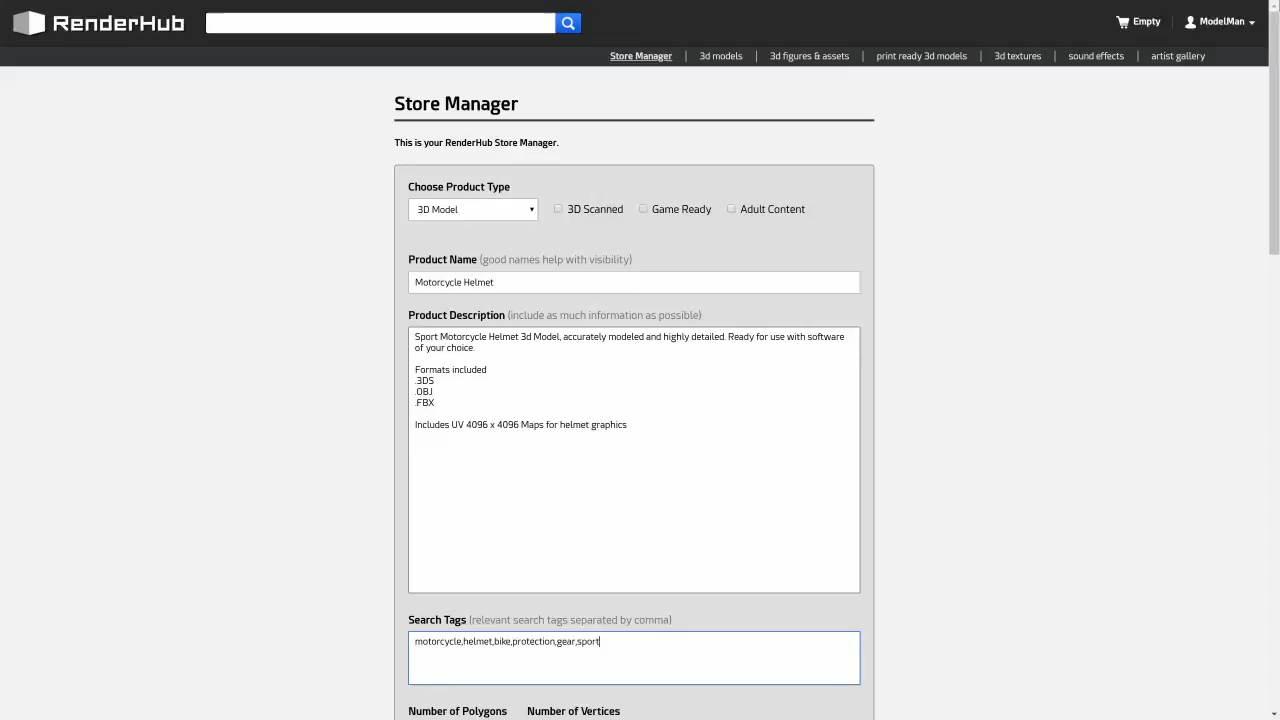 RenderHub
Empty
ModelMan
Store Manager
3d models
3d figures & assets
print ready 3d models
3d textures
sound effects
artist gallery
Store Manager
This is your RenderHub Store Manager.
Choose Product Type
3D Model
3D Scanned
Game Ready
Adult Content
Product Name (good names help with visibility)
Motorcycle Helmet
Product Description (include as much information as possible)
Sport Motorcycle Helmet 3d Model, accurately modeled and highly detailed. Ready for use with software
of your choice.
Formats included
.3DS
.OBJ
.FBX
Includes UV 4096 x 4096 Maps for helmet graphics
Search Tags (relevant search tags separated by comma)
motorcycle,helmet,bike,protection,gear,sport
Number of Polygons
Number of Vertices